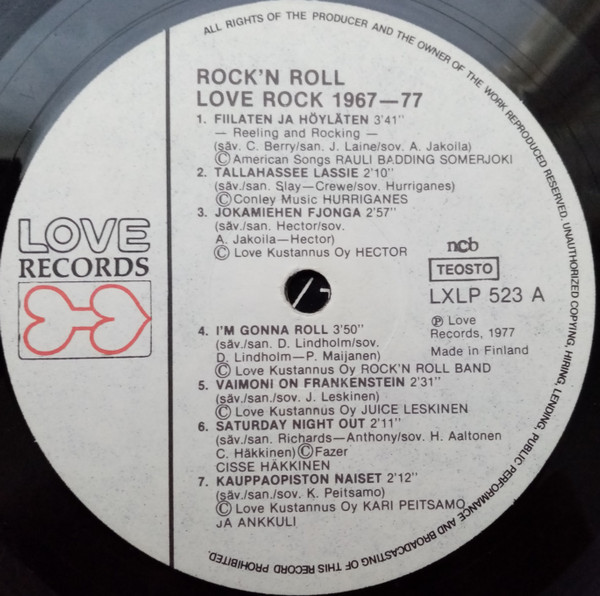 ALL RIGHTS OF THE PRODUCER AND THE OWNER OF THE WORK REPRODUCED RESERVED. UNAUTHORIZED COPYING, HIRING, LENDING, PUBLIC PERFORMANCE AND BROADCASTING OF THIS RECORD PROHIBITED.
ROCK'N ROLL
LOVE ROCK 1967—77
1. FIILATEN JA HÖYLÄTEN 3'41"
— Reeling and Rocking —
(säv. C. Berry/san. J. Laine/sov. A. Jakoila)
Ⓒ American Songs RAULI BADDING SOMERJOKI
2. TALLAHASSEE LASSIE 2'10"
(säv./san. Slay—Crewe/sov. Hurriganes)
Ⓒ Conley Music HURRIGANES
3. JOKAMIEHEN FJONGA 2'57"
(säv./san. Hector/sov.
A. Jakoila—Hector)
Ⓒ Love Kustannus Oy HECTOR
LOVE
RECORDS
ncb
TEOSTO
LXLP 523 A
Ⓟ Love
Records, 1977
Made in Finland
4. I'M GONNA ROLL 3'50"
(säv./san. D. Lindholm/sov.
D. Lindholm—P. Maijanen)
Ⓒ Love Kustannus Oy ROCK'N ROLL BAND
5. VAIMONI ON FRANKENSTEIN 2'31"
(säv./san./sov. J. Leskinen)
Ⓒ Love Kustannus Oy JUICE LESKINEN
6. SATURDAY NIGHT OUT 2'11"
(säv./san. Richards—Anthony/sov. H. Aaltonen
C. Häkkinen) Ⓒ Fazer
CISSE HÄKKINEN
7. KAUPPAOPISTON NAISET 2'12"
(säv./san./sov. K. Peitsamo)
Ⓒ Love Kustannus Oy KARI PEITSAMO
JA ANKKULI